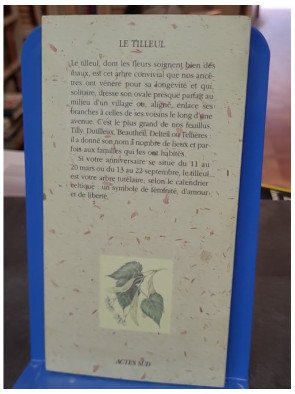 LE TILLEUL
Le tilleul, dont les fleurs soignent bien des
maux, est cet arbre convivial que nos ancê-
tres ont vénéré pour sa longévité et qui,
solitaire, dresse son ovale presque parfait au
milieu d'un village ou, aligné, enlace ses
branches à celles de ses voisins le long d'une
avenue. C'est le plus grand de nos feuillus.
Tilly, Dutilleux, Beautheil, Delteil ou Tellières :
il a donné son nom à nombre de lieux et par-
fois aux familles qui les ont habités.
Si votre anniversaire se situe du 11 au
20 mars ou du 13 au 22 septembre, le tilleul
est votre arbre tutélaire, selon le calendrier
celtique : un symbole de féminité, d'amour
et de liberté.
ACTES SUD